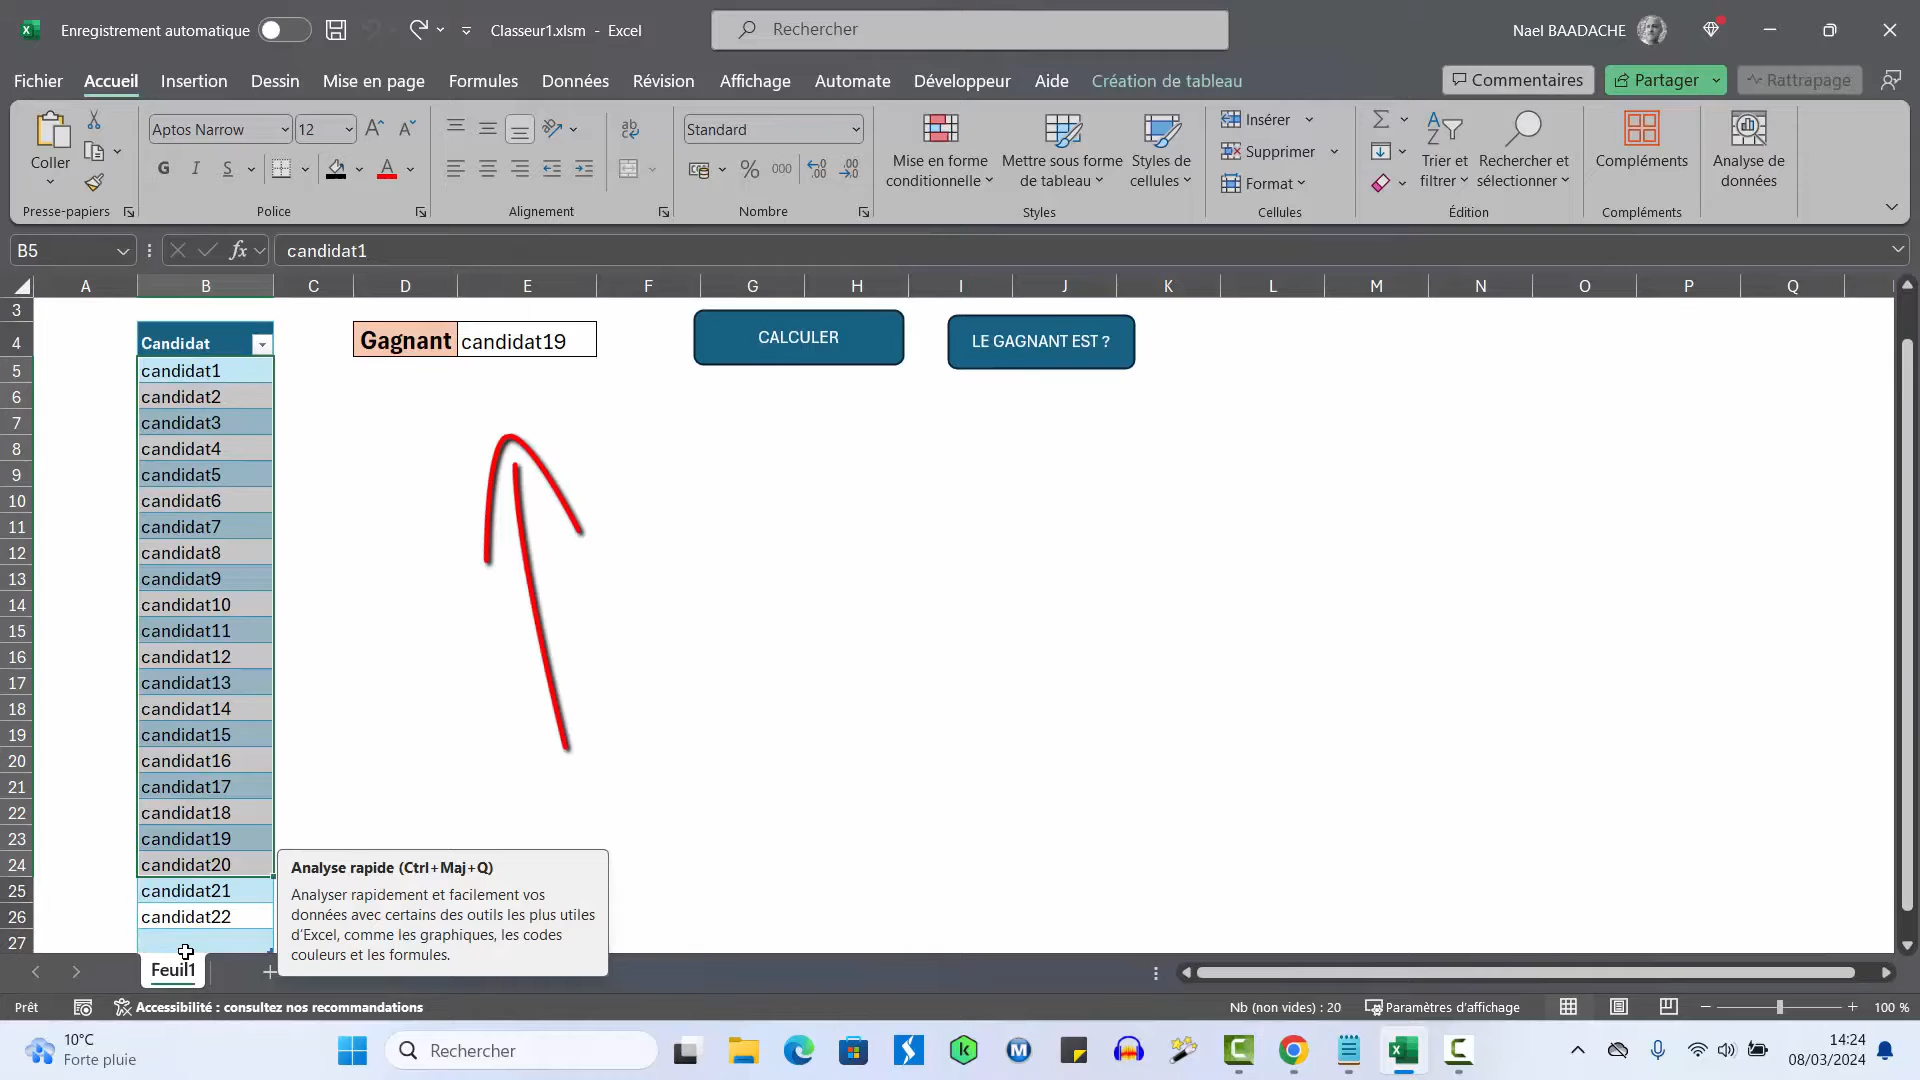 Enregistrement automatique
Classeur1.xlsm - Excel
Rechercher
Nael BAADACHE
Fichier Accueil Insertion Dessin Mise en page Formules Données Révision Affichage Automate Développeur Aide Création de tableau
Commentaires
Partager
Rattrapage
Coller
Presse-papiers
Aptos Narrow
12
G I S
Police
Alignement
Standard
% 000
Nombre
Mise en forme
conditionnelle
Mettre sous forme
de tableau
Styles de
cellules
Styles
Insérer
Supprimer
Format
Cellules
Trier et
filtrer
Rechercher et
sélectionner
Édition
Compléments
Compléments
Analyse de
données
B5
fx
candidat1
A B C D E F G H I J K L M N O P Q
3
4 Candidat
Gagnant candidat19
CALCULER
LE GAGNANT EST ?
5 candidat1
6 candidat2
7 candidat3
8 candidat4
9 candidat5
10 candidat6
11 candidat7
12 candidat8
13 candidat9
14 candidat10
15 candidat11
16 candidat12
17 candidat13
18 candidat14
19 candidat15
20 candidat16
21 candidat17
22 candidat18
23 candidat19
24 candidat20
25 candidat21
26 candidat22
27
Analyse rapide (Ctrl+Maj+Q)
Analyser rapidement et facilement vos
données avec certains des outils les plus utiles
d'Excel, comme les graphiques, les codes
couleurs et les formules.
Feuil1
Prêt
Accessibilité : consultez nos recommandations
Nb (non vides) : 20
Paramètres d'affichage
100 %
10°C
Forte pluie
Rechercher
14:24
08/03/2024